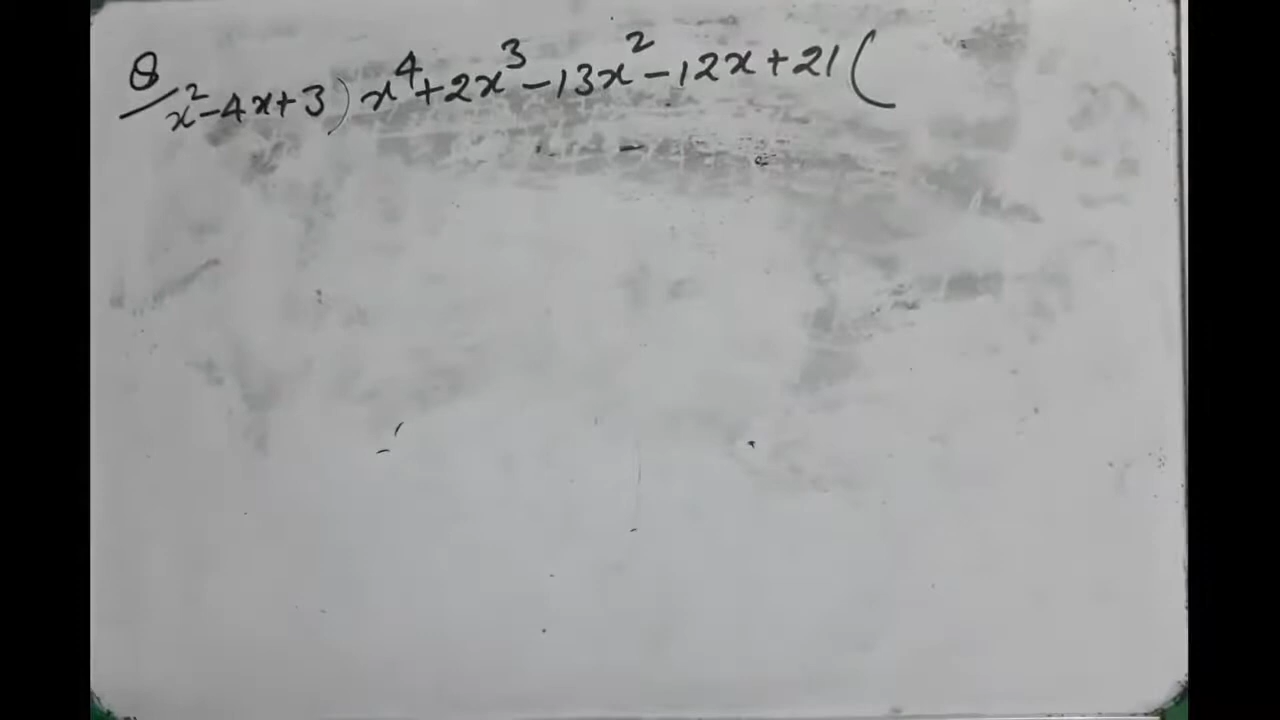 Q
x² - 4x + 3 ) x⁴ + 2x³ - 13x² - 12x + 21 (